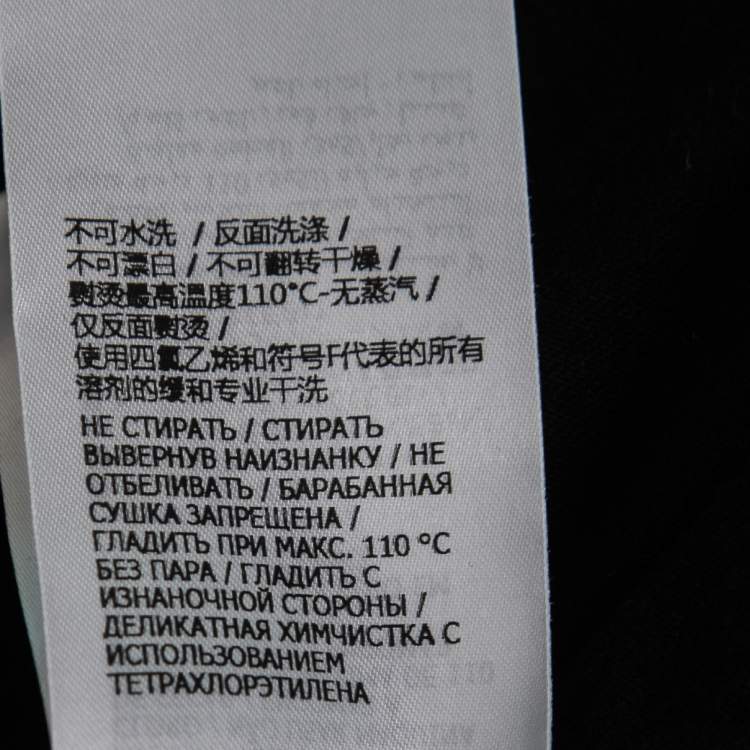 不可水洗 / 反面洗涤 /
不可漂白 / 不可翻转干燥 /
熨烫最高温度110°C-无蒸汽 /
仅反面熨烫 /
使用四氯乙烯和符号F代表的所有
溶剂的缓和专业干洗
НЕ СТИРАТЬ / СТИРАТЬ
ВЫВЕРНУВ НАИЗНАНКУ / НЕ
ОТБЕЛИВАТЬ / БАРАБАННАЯ
СУШКА ЗАПРЕЩЕНА /
ГЛАДИТЬ ПРИ МАКС. 110 °C
БЕЗ ПАРА / ГЛАДИТЬ С
ИЗНАНОЧНОЙ СТОРОНЫ /
ДЕЛИКАТНАЯ ХИМЧИСТКА С
ИСПОЛЬЗОВАНИЕМ
ТЕТРАХЛОРЭТИЛЕНА